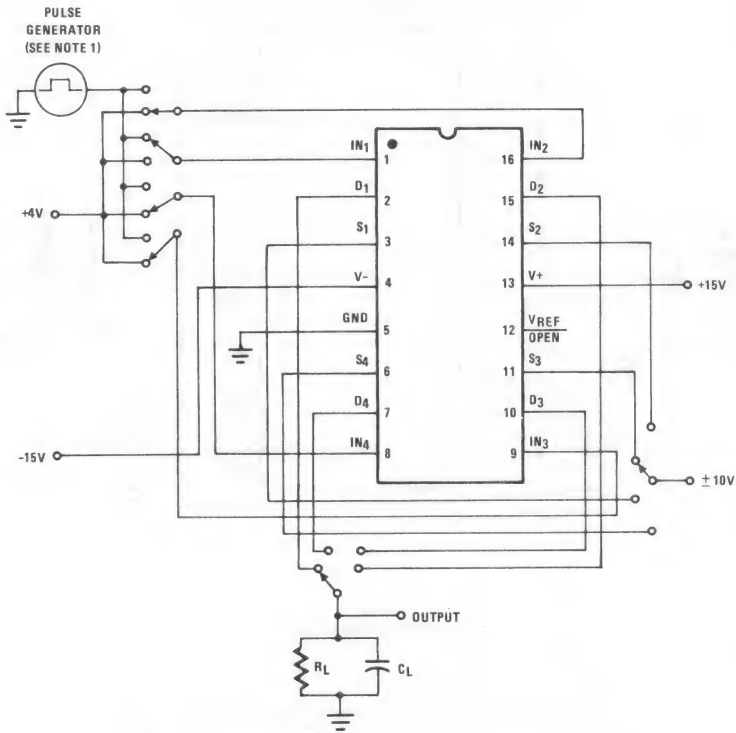 PULSE
GENERATOR
(SEE NOTE 1)
+4V
-15V
IN1
1
D1
2
S1
3
V-
4
GND
5
S4
6
D4
7
IN4
8
IN2
16
D2
15
S2
14
V+
13
+15V
VREF
OPEN
12
S3
11
D3
10
IN3
9
±10V
OUTPUT
RL
CL